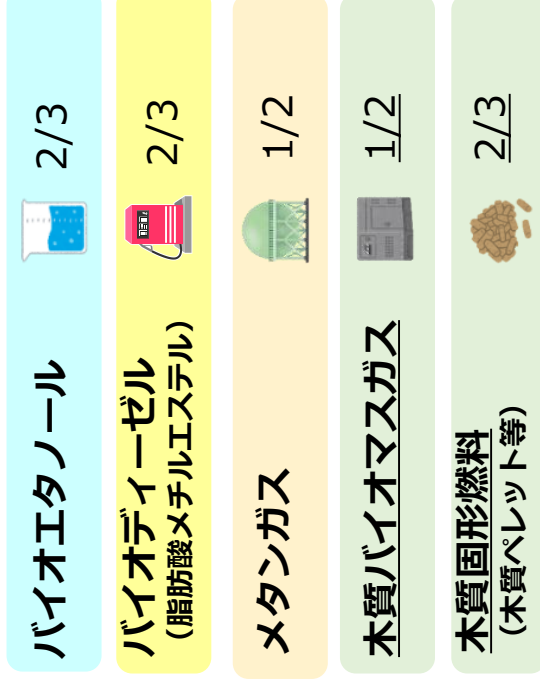 バイオエタノール 2/3
バイオディーゼル 2/3
(脂肪酸メチルエステル)
メタンガス 1/2
木質バイオマスガス 1/2
木質固形燃料 2/3
(木質ペレット等)